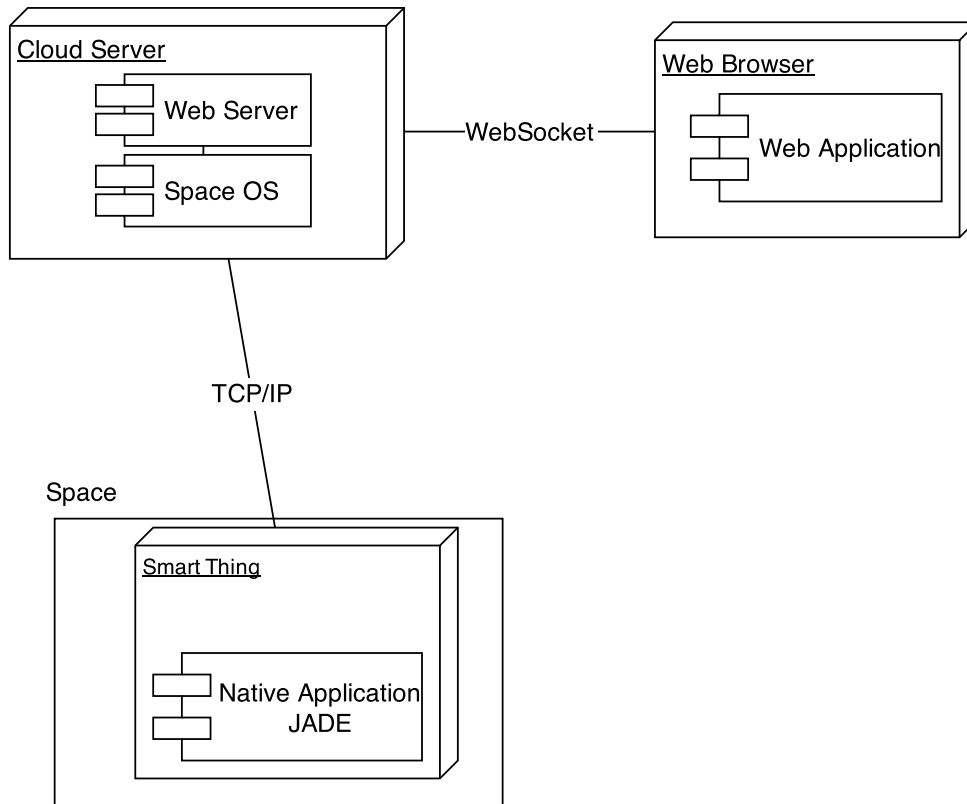 Cloud Server
Web Server
Space OS
WebSocket
Web Browser
Web Application
TCP/IP
Space
Smart Thing
Native Application
JADE